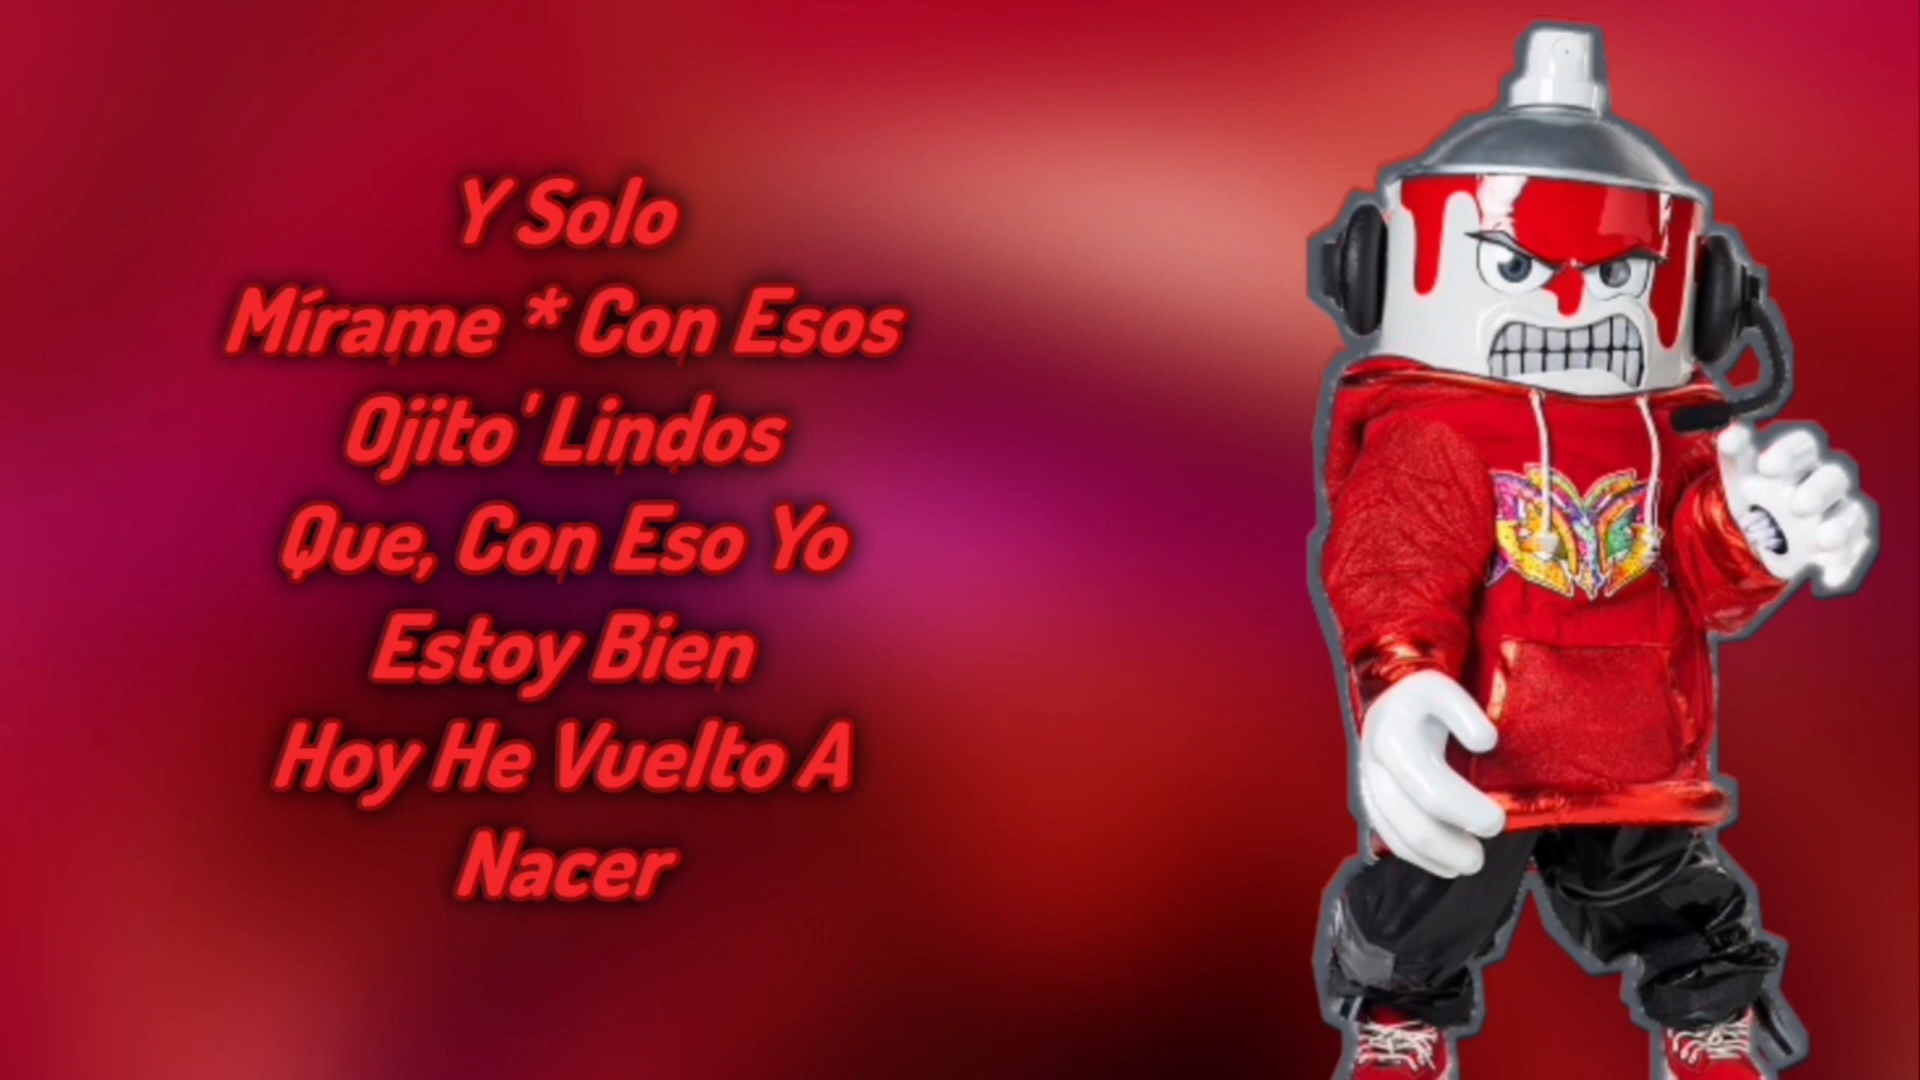 Y Solo
Mírame * Con Esos
Ojito' Lindos
Que, Con Eso Yo
Estoy Bien
Hoy He Vuelto A
Nacer